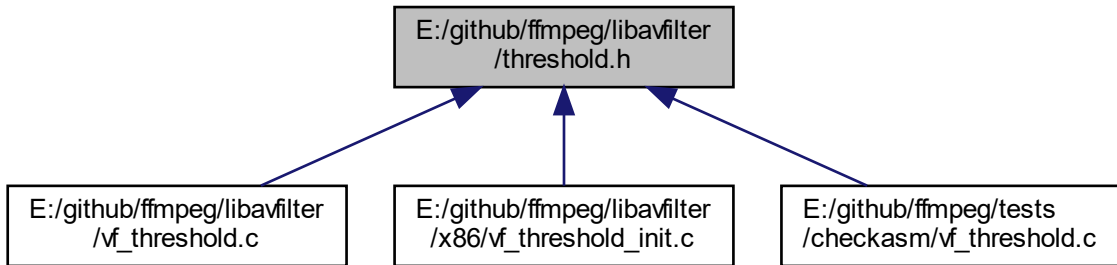 E:/github/ffmpeg/libavfilter
/threshold.h
E:/github/ffmpeg/libavfilter
/vf_threshold.c
E:/github/ffmpeg/libavfilter
/x86/vf_threshold_init.c
E:/github/ffmpeg/tests
/checkasm/vf_threshold.c